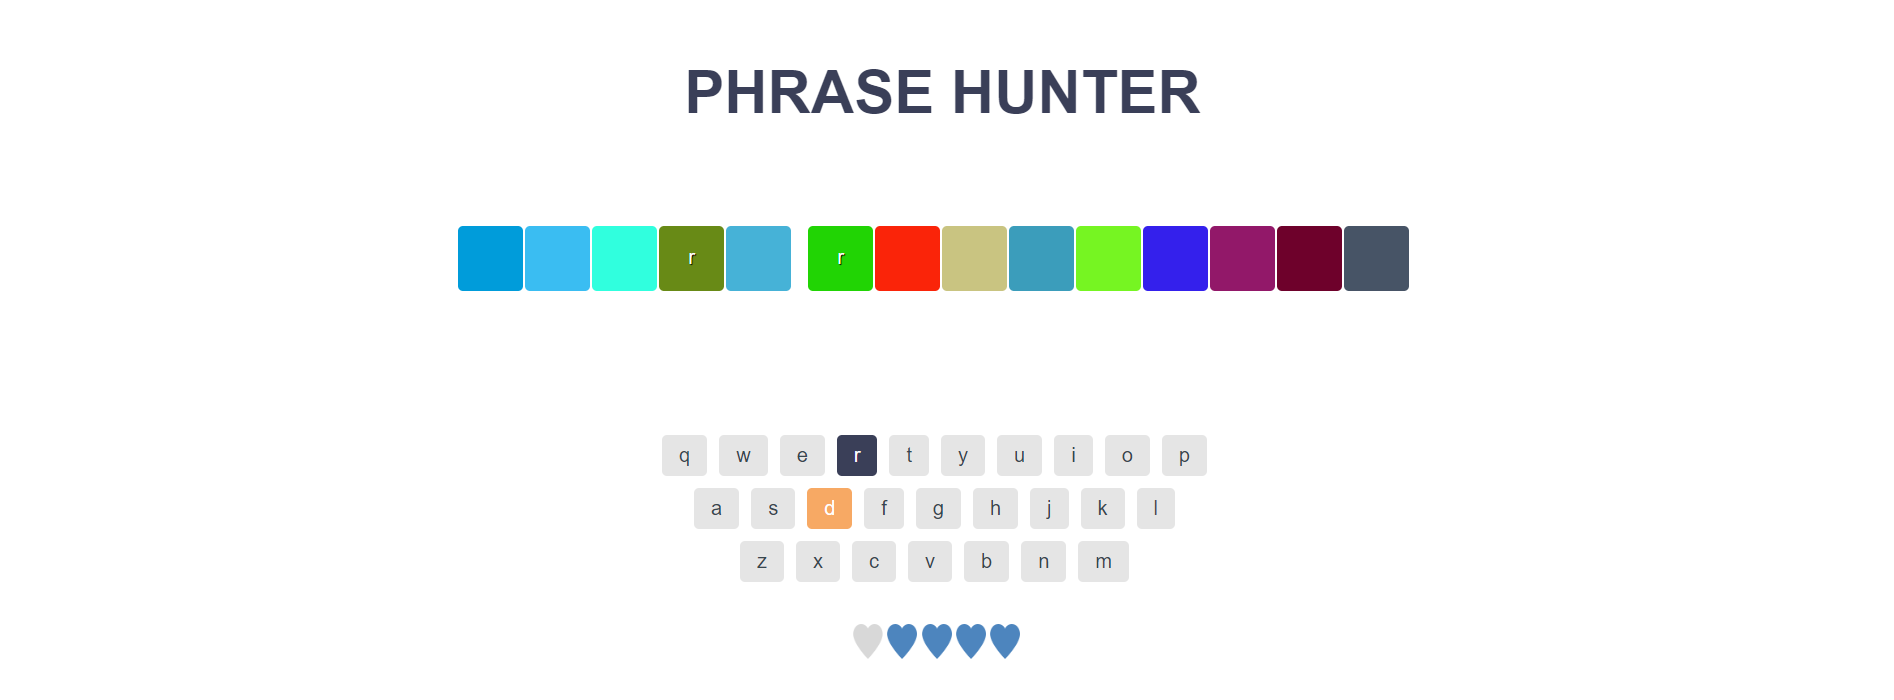 PHRASE HUNTER
r r
q w e r t y u i o p
a s d f g h j k l
z x c v b n m